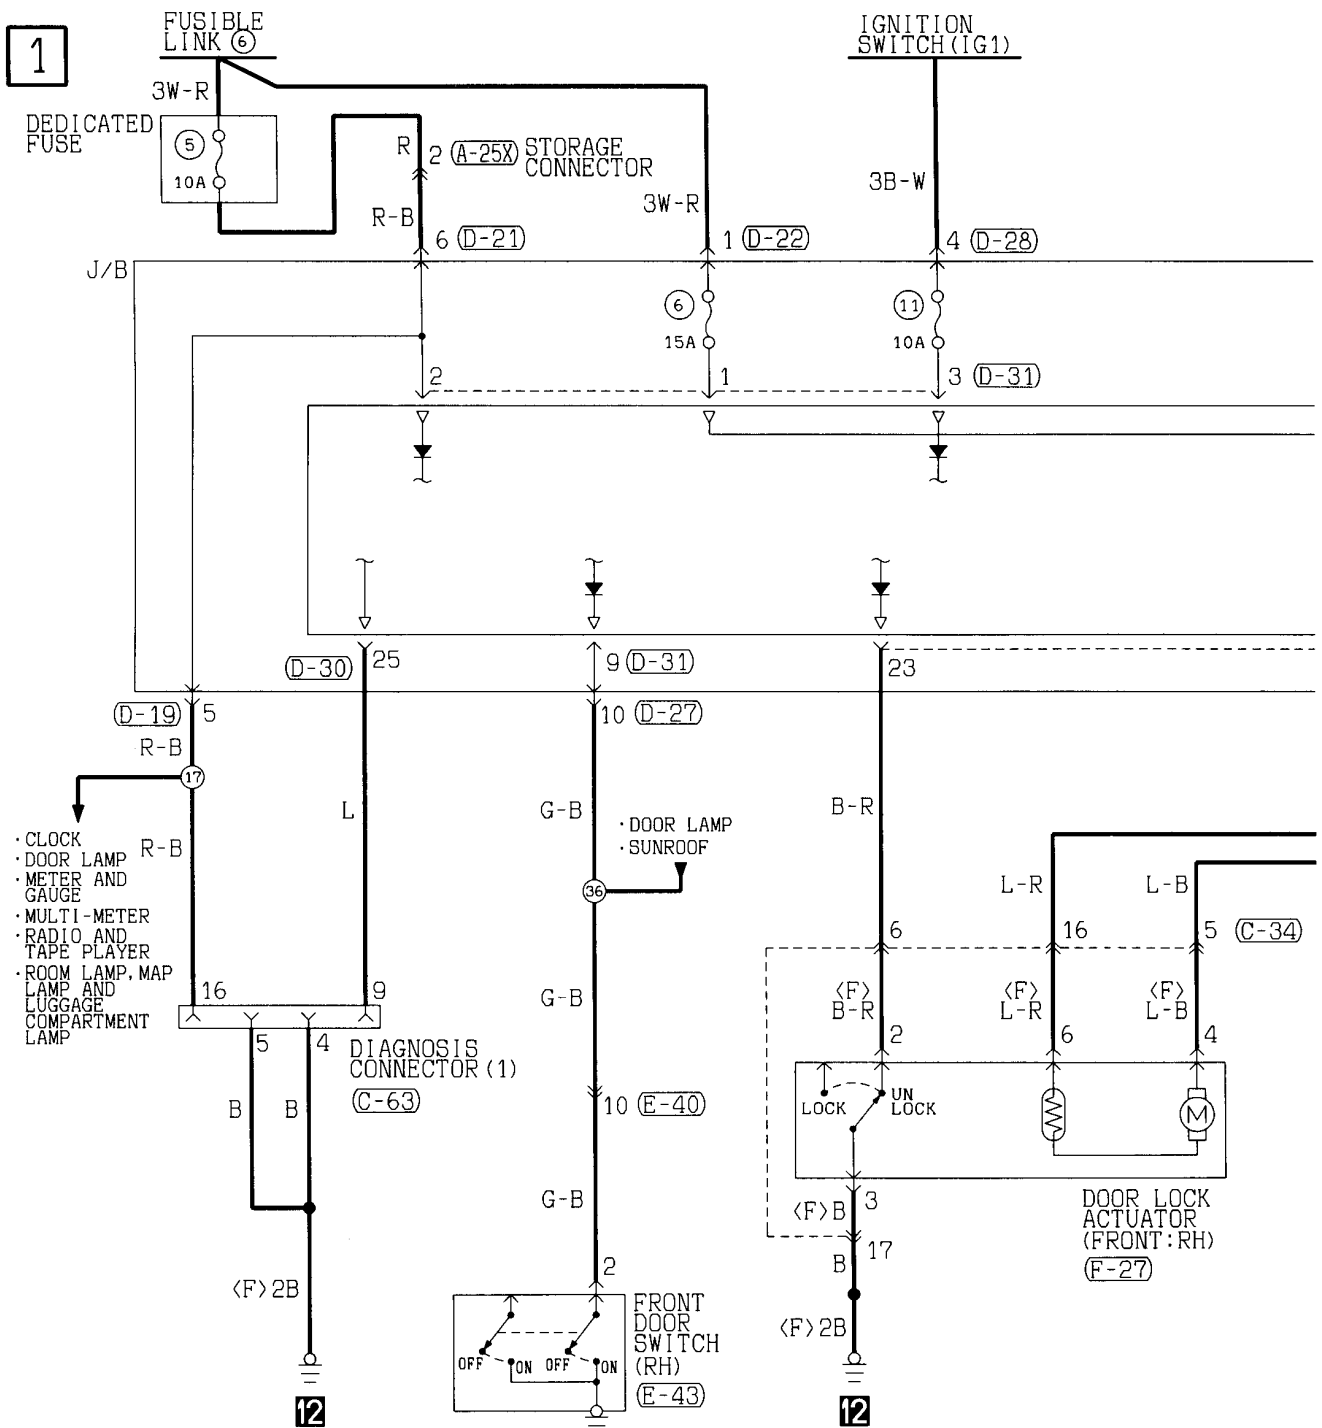 1
FUSIBLE
LINK ⑥
IGNITION
SWITCH(IG1)
3W-R
DEDICATED
FUSE
⑤
10A
R
2 (A-25X) STORAGE
CONNECTOR
3W-R
3B-W
R-B
6 (D-21)
1 (D-22)
4 (D-28)
J/B
⑥
15A
⑪
10A
2
1
3 (D-31)
(D-30) 25
9 (D-31)
23
(D-19) 5
10 (D-27)
R-B
⑰
L
G-B
B-R
·DOOR LAMP
·SUNROOF
·CLOCK
·DOOR LAMP
·METER AND
GAUGE
·MULTI-METER
·RADIO AND
TAPE PLAYER
·ROOM LAMP, MAP
LAMP AND
LUGGAGE
COMPARTMENT
LAMP
R-B
㊱
L-R
L-B
6
16
5 (C-34)
16
9
G-B
<F>
B-R
<F>
L-R
<F>
L-B
5
4
DIAGNOSIS
CONNECTOR(1)
(C-63)
2
6
4
B
B
10 (E-40)
LOCK
UN
LOCK
M
G-B
<F>B
3
DOOR LOCK
ACTUATOR
(FRONT:RH)
(F-27)
17
B
<F>2B
2
<F>2B
FRONT
DOOR
SWITCH
(RH)
(E-43)
OFF
ON
OFF
ON
12
12